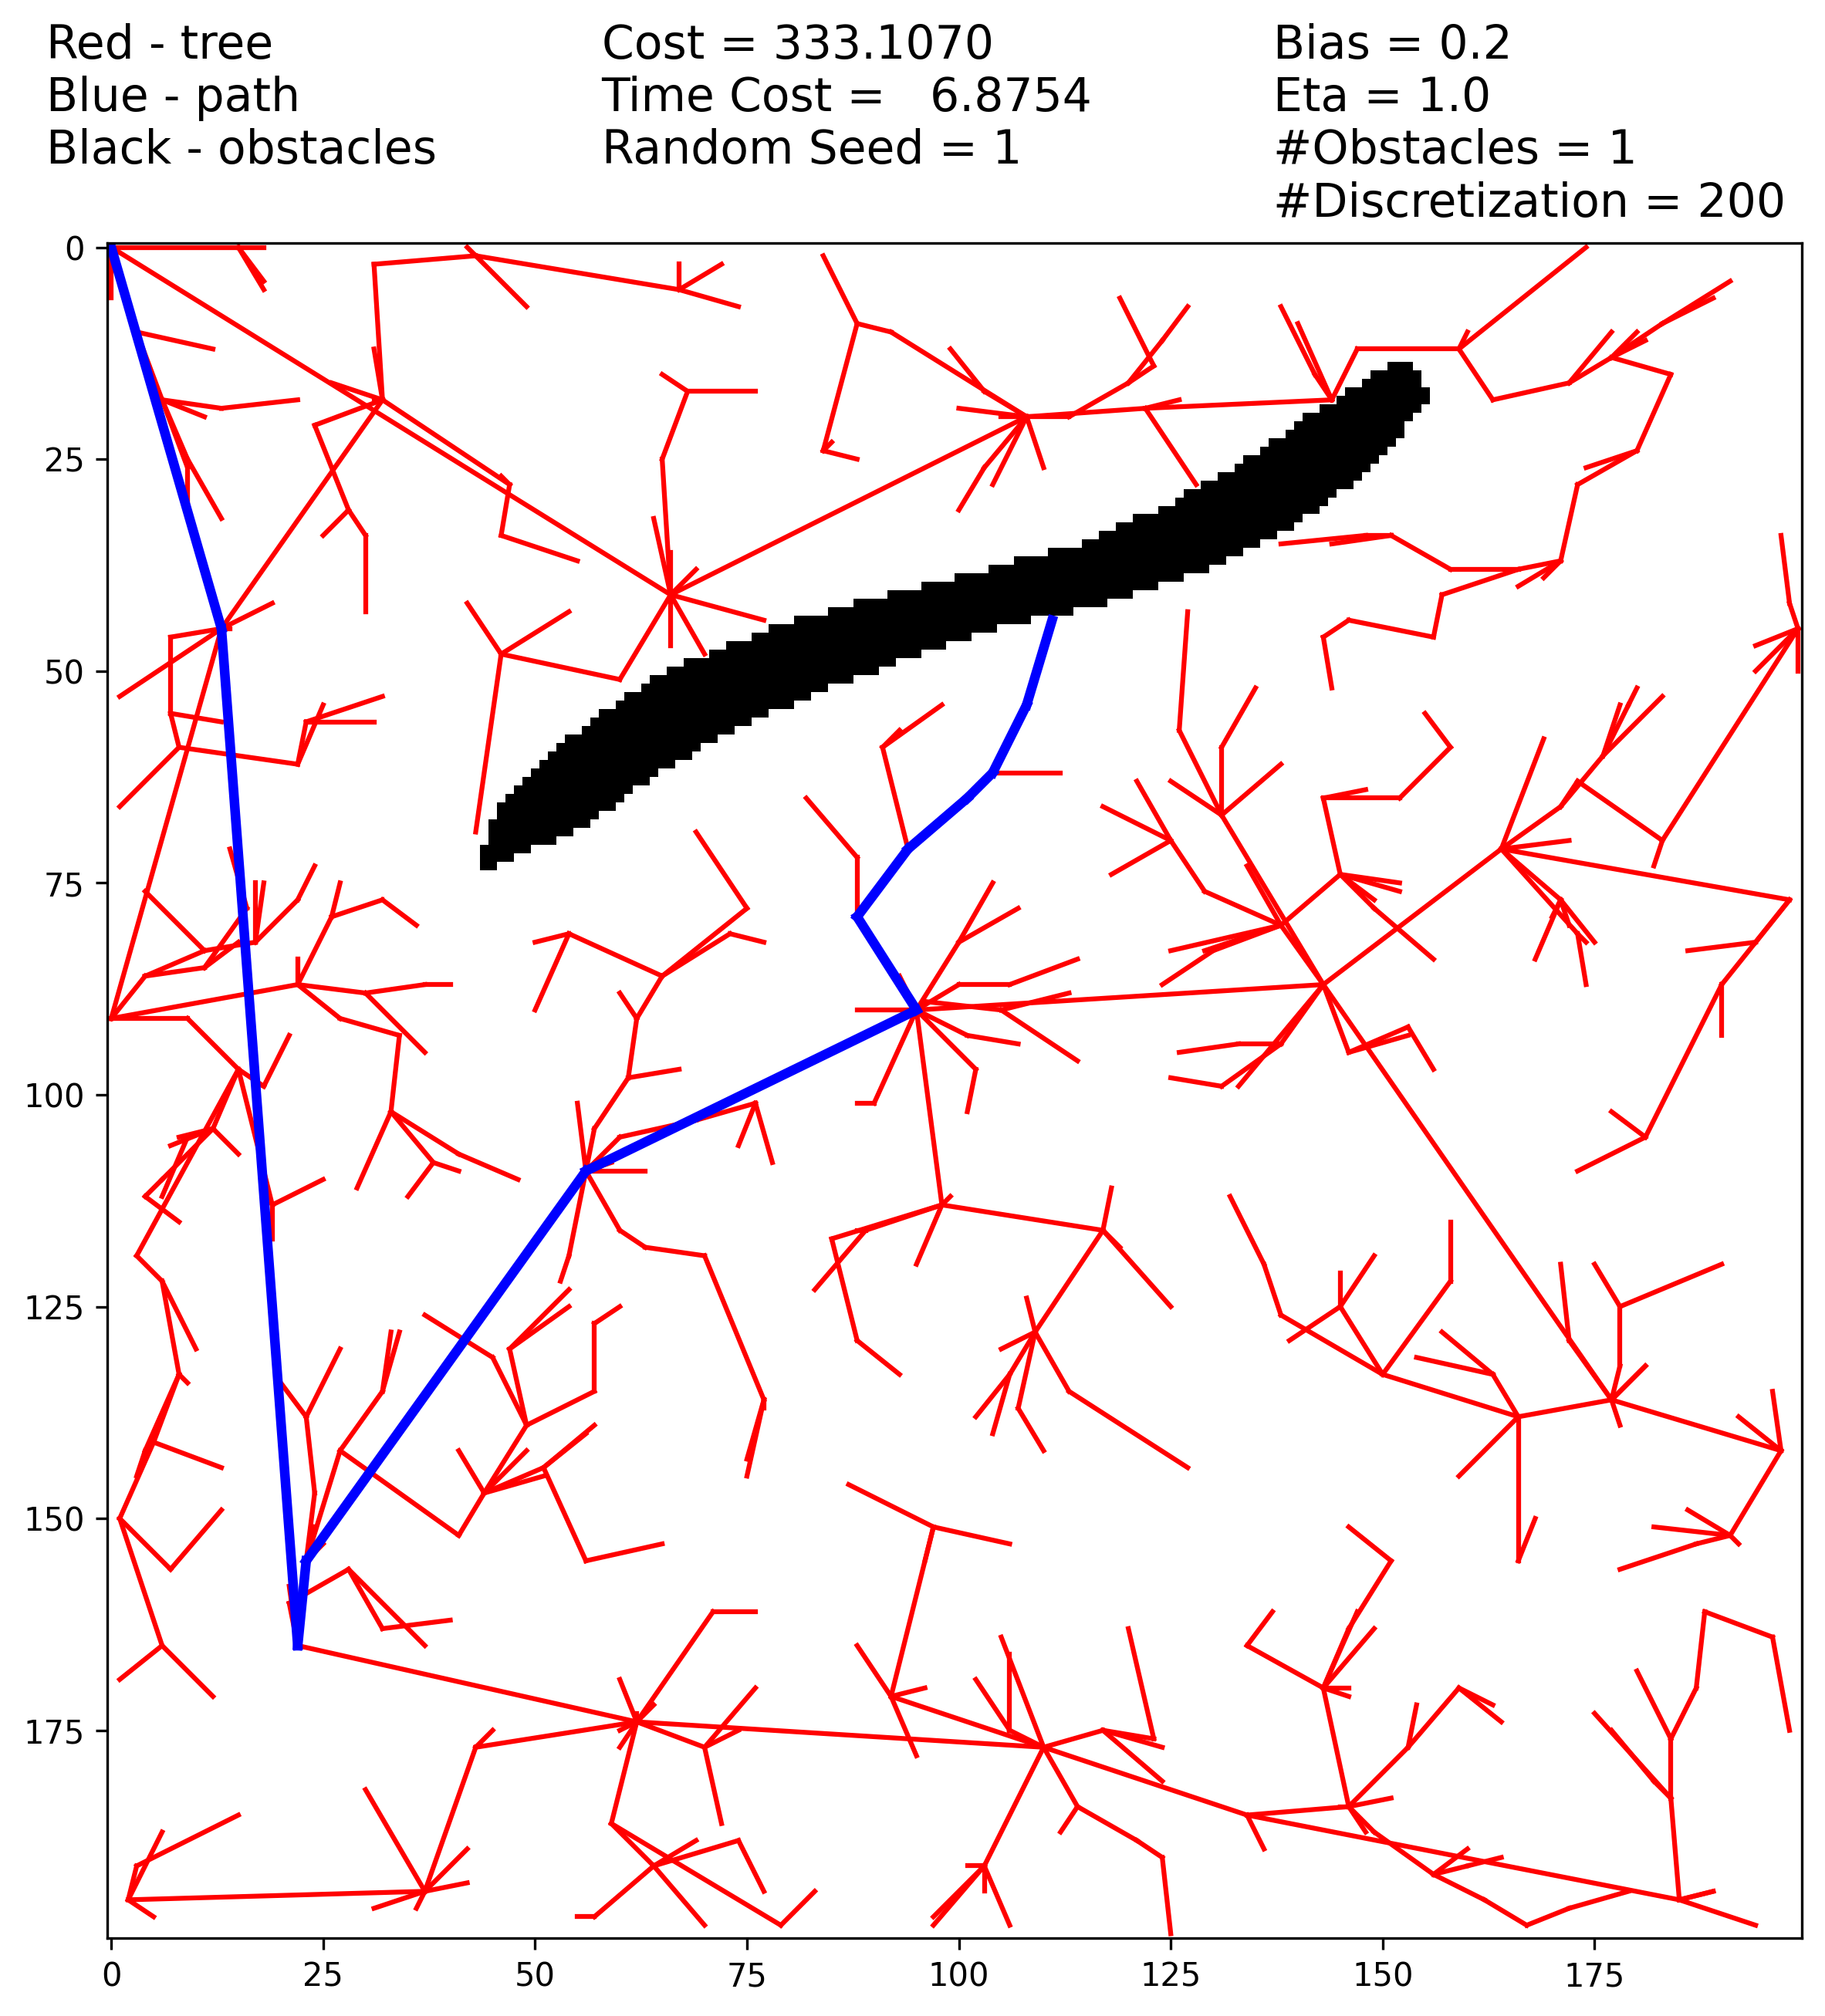 Red - tree
Blue - path
Black - obstacles
Cost = 333.1070
Time Cost =   6.8754
Random Seed = 1
Bias = 0.2
Eta = 1.0
#Obstacles = 1
#Discretization = 200
0
25
50
75
100
125
150
175
0
25
50
75
100
125
150
175